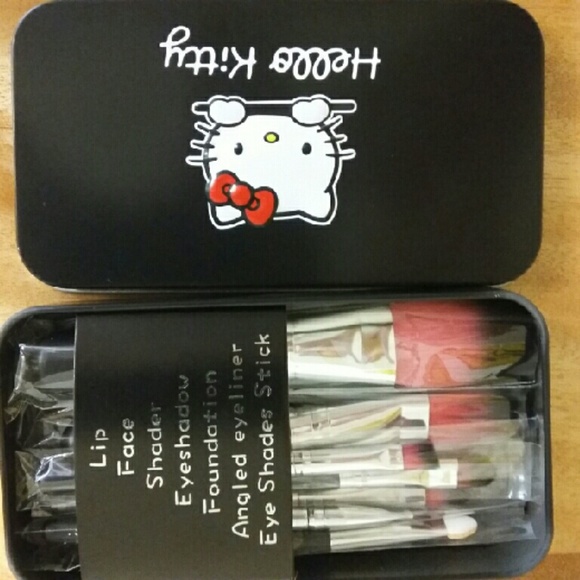 Hello Kitty
Lip
Face
Shader
Eyeshadow
Foundation
Angled eyeliner
Eye Shades Stick